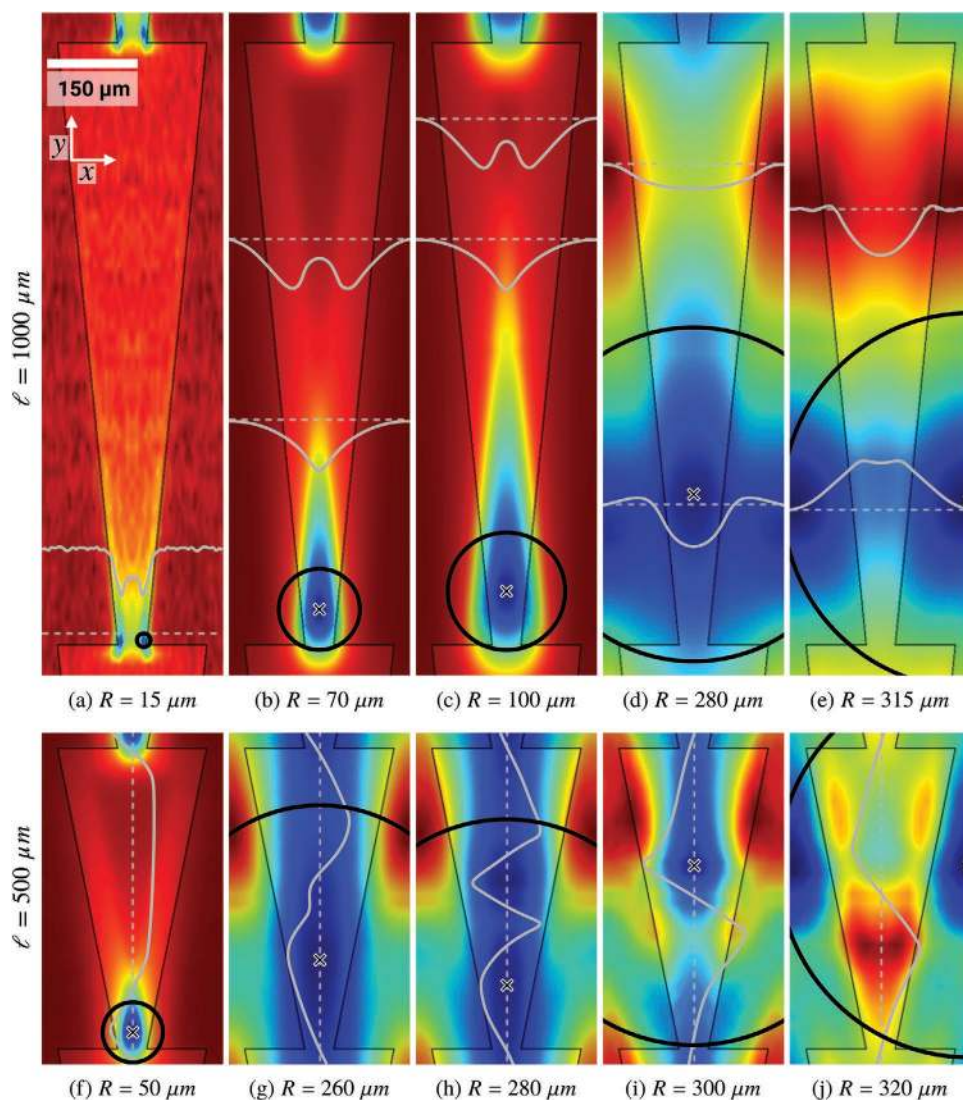 150 μm
y
x
ℓ = 1000 μm
(a) R = 15 μm
(b) R = 70 μm
(c) R = 100 μm
(d) R = 280 μm
(e) R = 315 μm
ℓ = 500 μm
(f) R = 50 μm
(g) R = 260 μm
(h) R = 280 μm
(i) R = 300 μm
(j) R = 320 μm